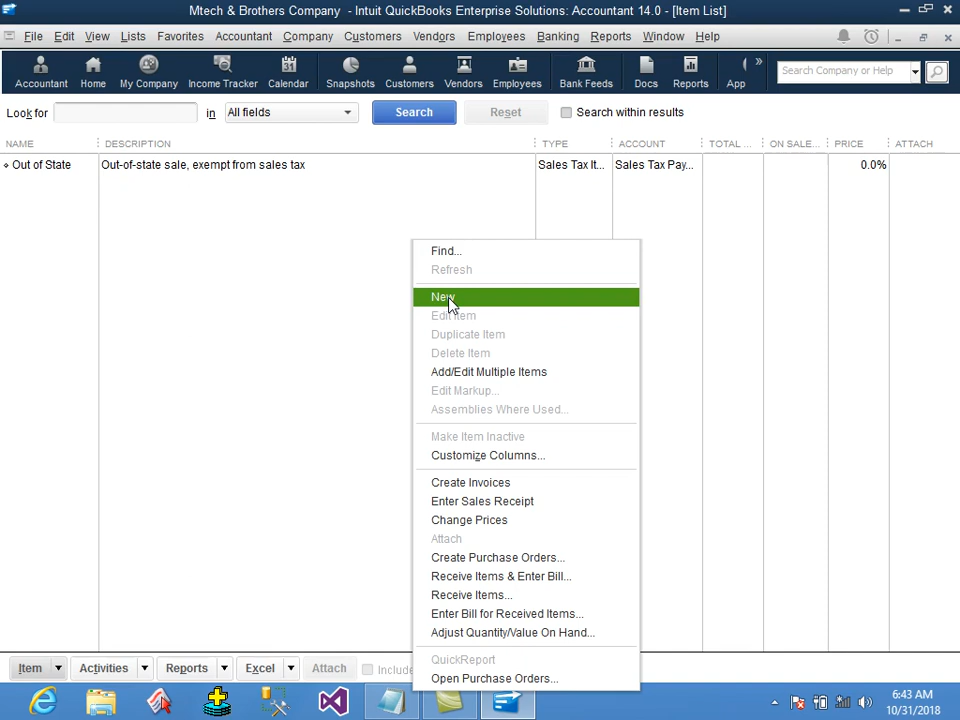 Mtech & Brothers Company - Intuit QuickBooks Enterprise Solutions: Accountant 14.0 - [Item List]
File Edit View Lists Favorites Accountant Company Customers Vendors Employees Banking Reports Window Help
Accountant Home My Company Income Tracker Calendar Snapshots Customers Vendors Employees Bank Feeds Docs Reports App » Search Company or Help
Look for in All fields Search Reset Search within results
NAME DESCRIPTION TYPE ACCOUNT TOTAL ... ON SALE... PRICE ATTACH
Out of State Out-of-state sale, exempt from sales tax Sales Tax It... Sales Tax Pay... 0.0%
Find...
Refresh
New
Edit Item
Duplicate Item
Delete Item
Add/Edit Multiple Items
Edit Markup...
Assemblies Where Used...
Make Item Inactive
Customize Columns...
Create Invoices
Enter Sales Receipt
Change Prices
Attach
Create Purchase Orders...
Receive Items & Enter Bill...
Receive Items...
Enter Bill for Received Items...
Adjust Quantity/Value On Hand...
QuickReport
Open Purchase Orders...
Item Activities Reports Excel Attach Include
6:43 AM
10/31/2018